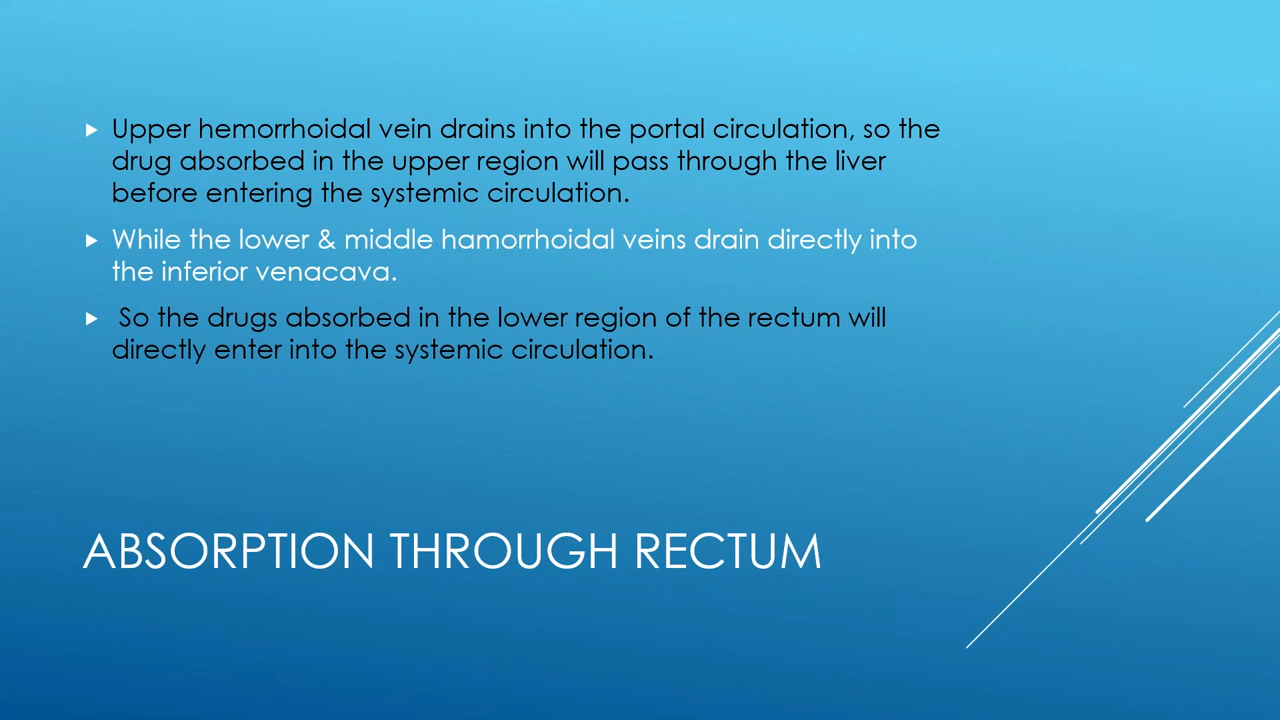 Upper hemorrhoidal vein drains into the portal circulation, so the
drug absorbed in the upper region will pass through the liver
before entering the systemic circulation.
While the lower & middle hamorrhoidal veins drain directly into
the inferior venacava.
So the drugs absorbed in the lower region of the rectum will
directly enter into the systemic circulation.
ABSORPTION THROUGH RECTUM